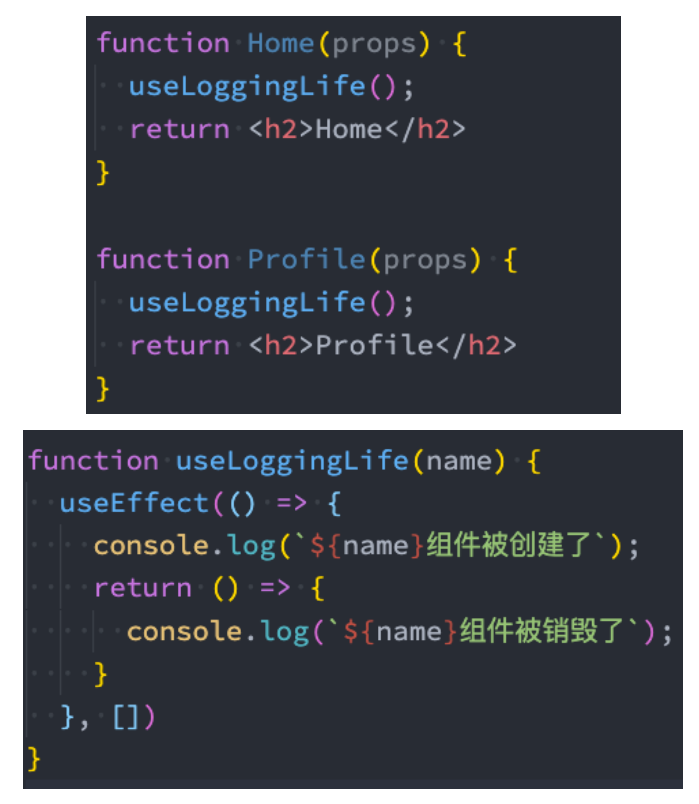 function Home(props) {
  useLoggingLife();
  return <h2>Home</h2>
}

function Profile(props) {
  useLoggingLife();
  return <h2>Profile</h2>
}
function useLoggingLife(name) {
  useEffect(() => {
    console.log(`${name}组件被创建了`);
    return () => {
      console.log(`${name}组件被销毁了`);
    }
  }, [])
}